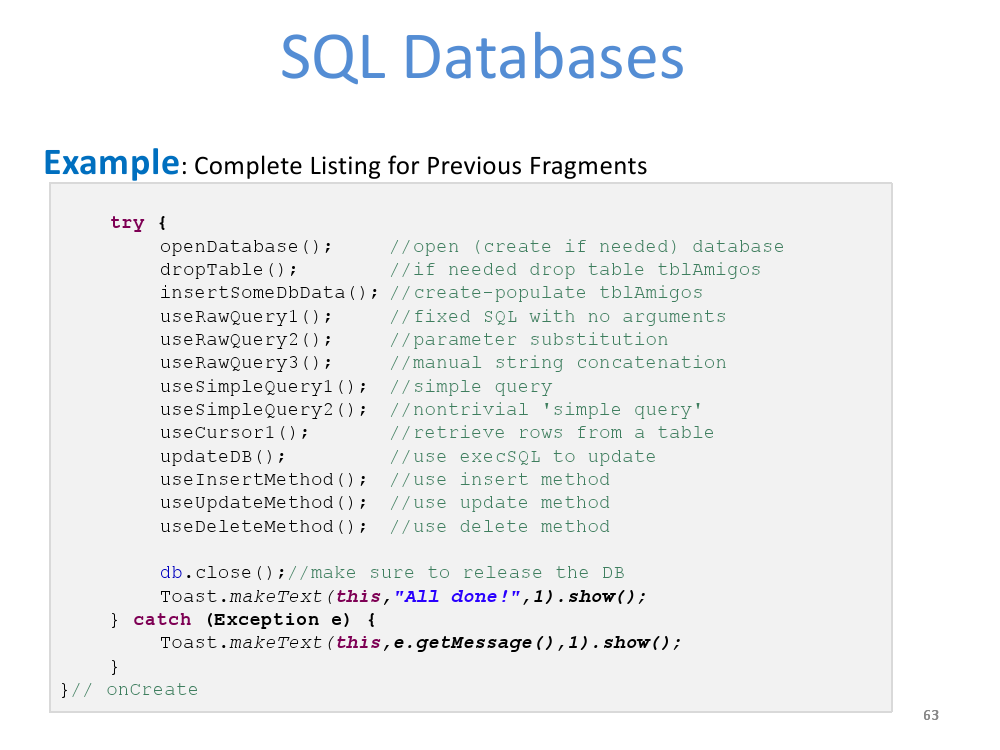 SQL Databases
Example: Complete Listing for Previous Fragments
try {
openDatabase(); //open (create if needed) database
dropTable(); //if needed drop table tblAmigos
insertSomeDbData(); //create-populate tblAmigos
useRawQuery1(); //fixed SQL with no arguments
useRawQuery2(); //parameter substitution
useRawQuery3(); //manual string concatenation
useSimpleQuery1(); //simple query
useSimpleQuery2(); //nontrivial 'simple query'
useCursor1(); //retrieve rows from a table
updateDB(); //use execSQL to update
useInsertMethod(); //use insert method
useUpdateMethod(); //use update method
useDeleteMethod(); //use delete method
db.close();//make sure to release the DB
Toast.makeText(this,"All done!",1).show();
} catch (Exception e) {
Toast.makeText(this,e.getMessage(),1).show();
}
}// onCreate
63